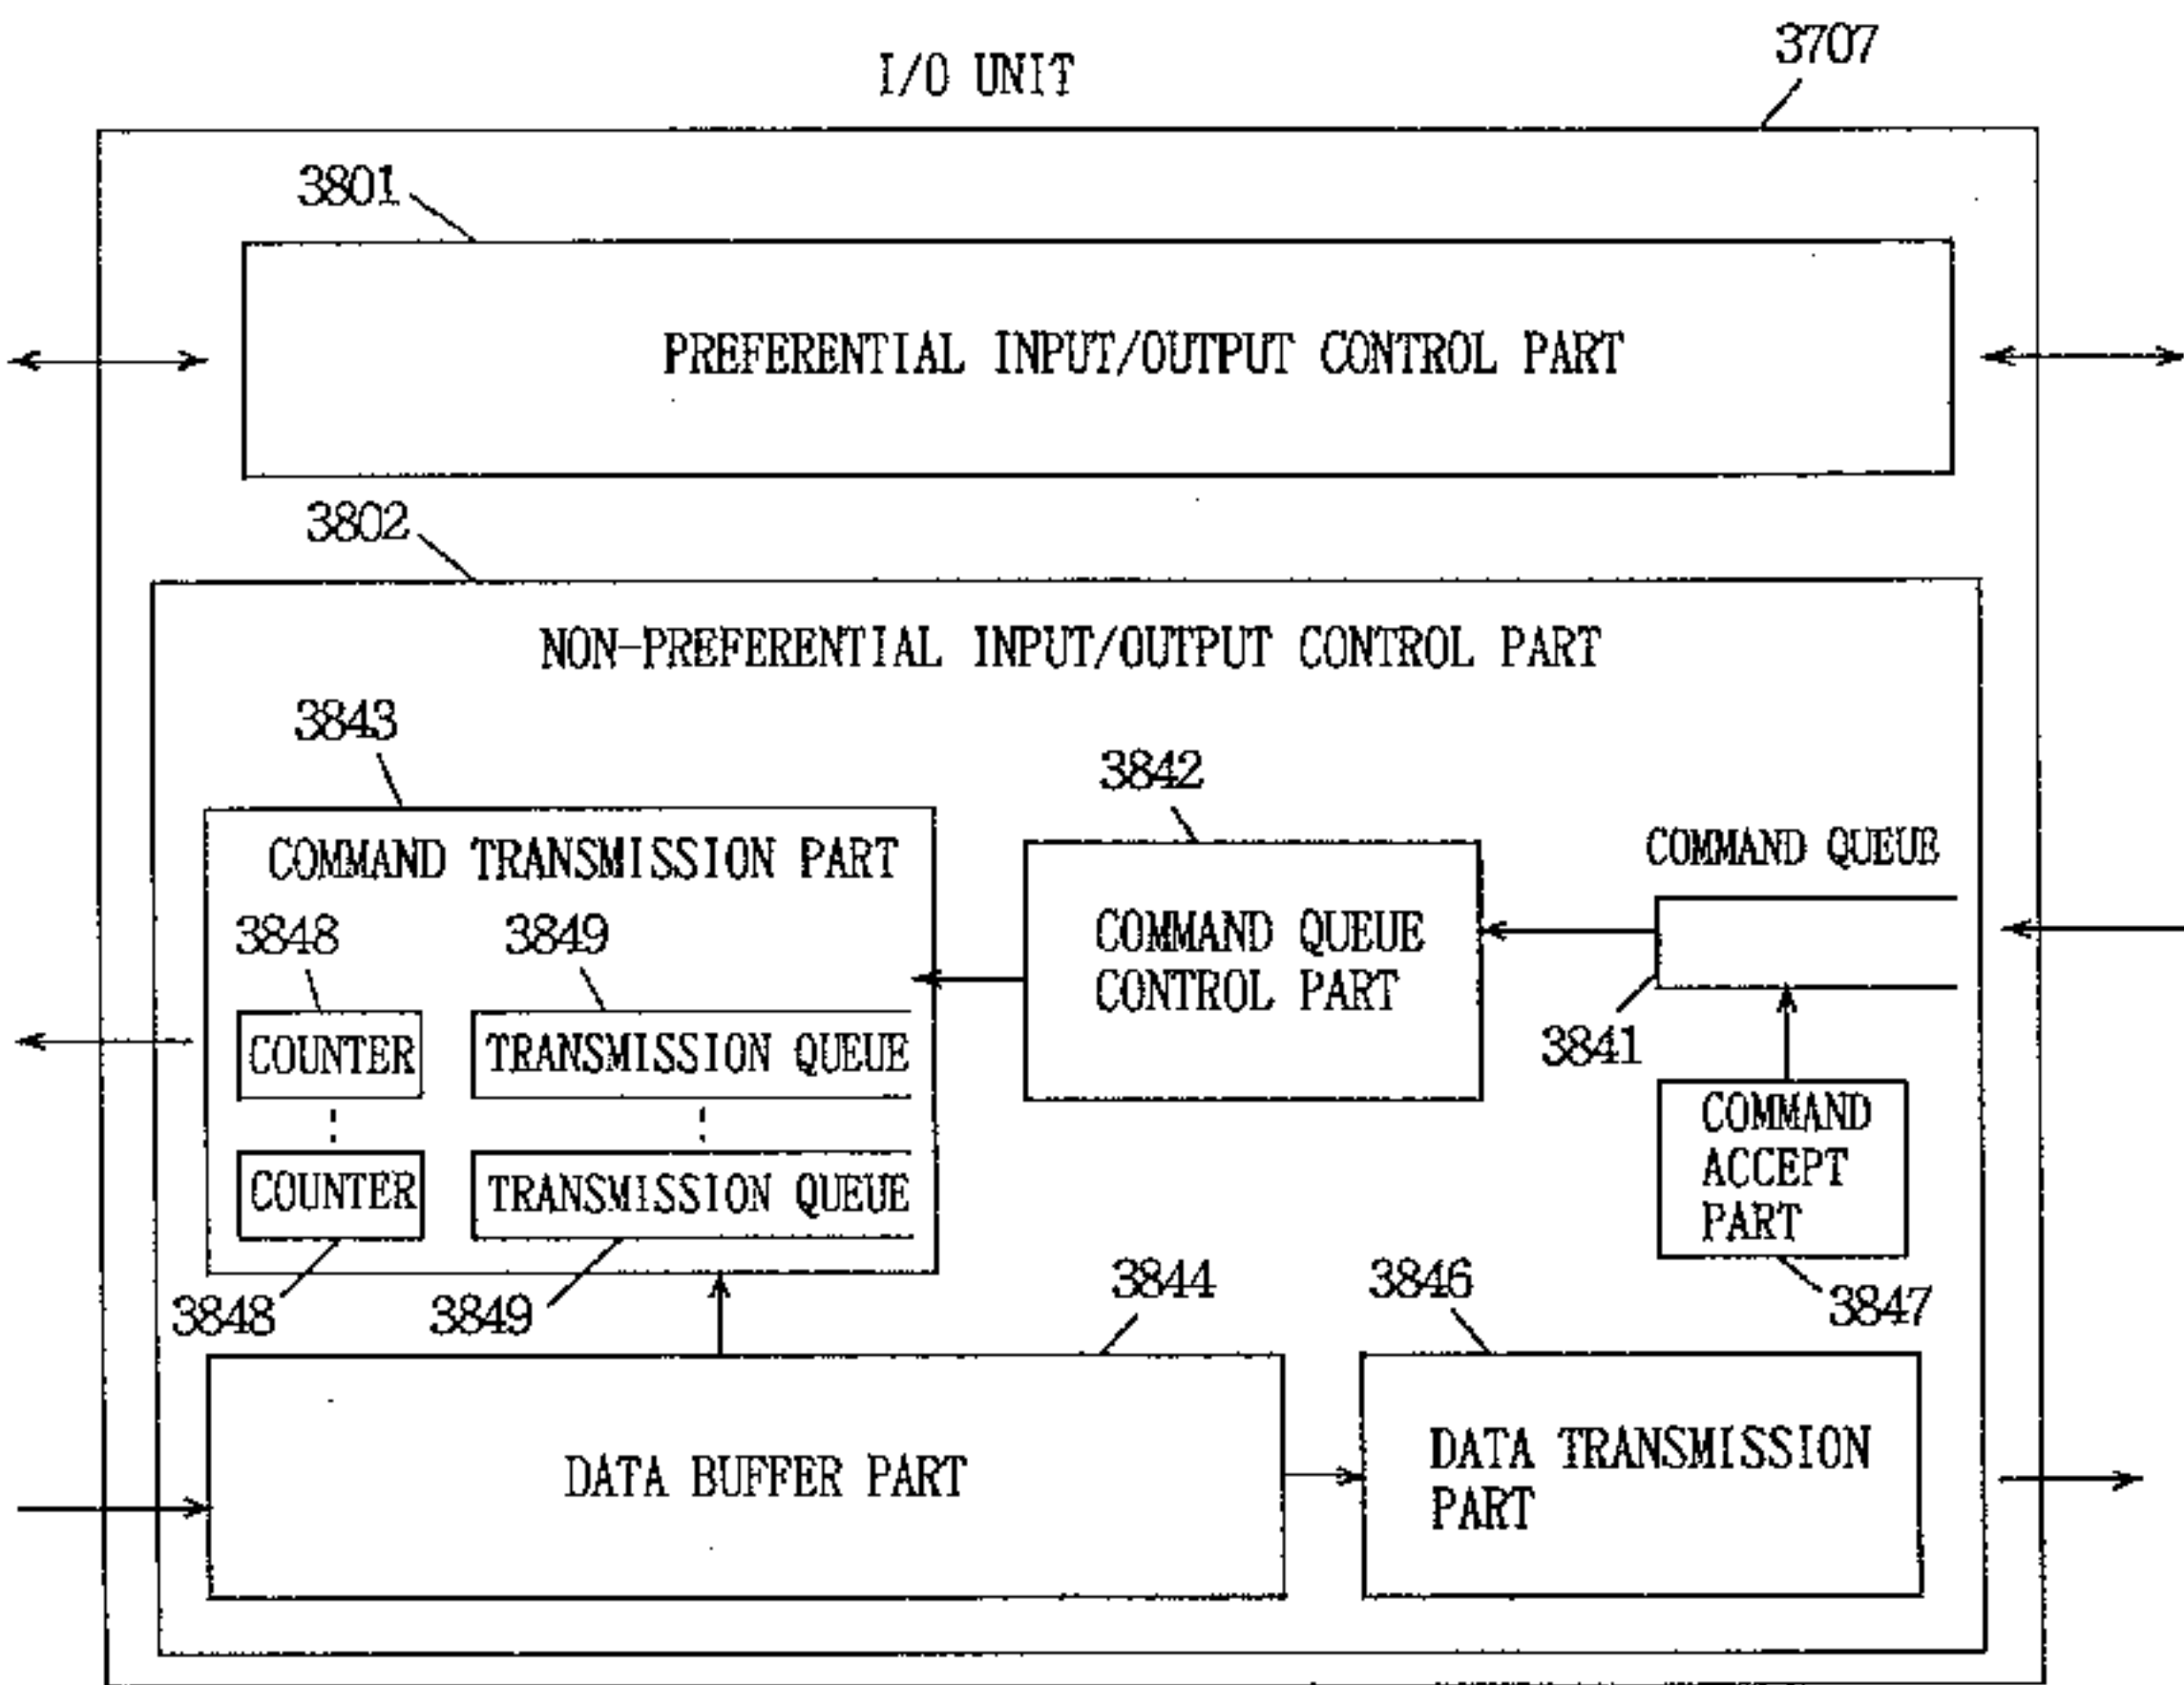 I/O UNIT
3707
3801
PREFERENTIAL INPUT/OUTPUT CONTROL PART
3802
NON-PREFERENTIAL INPUT/OUTPUT CONTROL PART
3843
COMMAND TRANSMISSION PART
3848
3849
COUNTER
TRANSMISSION QUEUE
COUNTER
TRANSMISSION QUEUE
3848
3849
3842
COMMAND QUEUE
CONTROL PART
COMMAND QUEUE
3841
COMMAND
ACCEPT
PART
3847
3844
DATA BUFFER PART
3846
DATA TRANSMISSION
PART